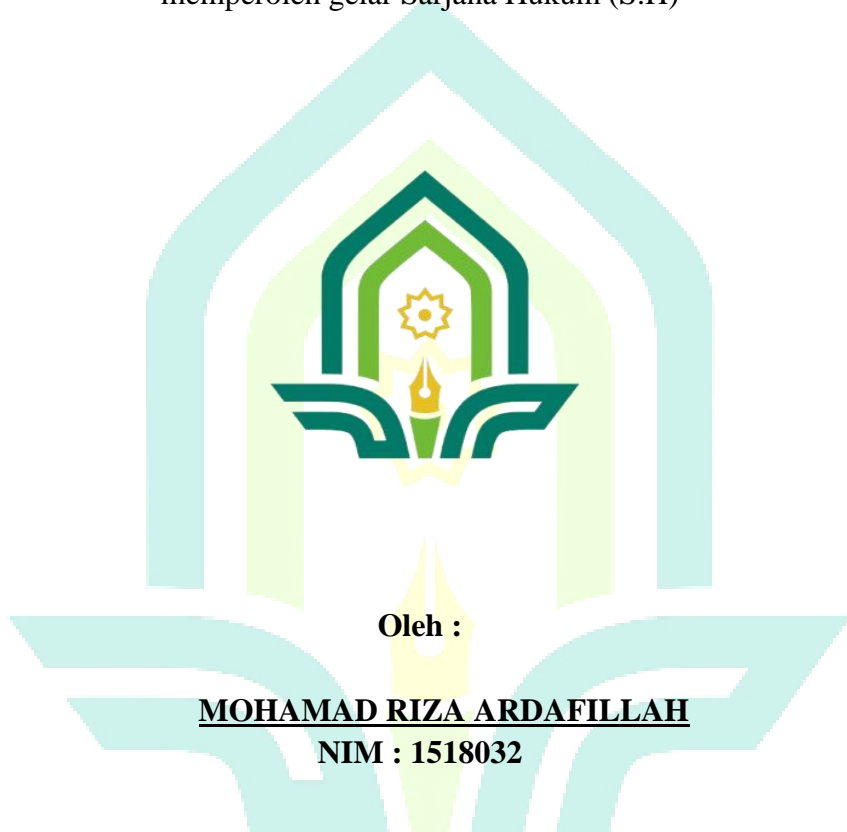 memperoleh gelar Sarjana Hukum (S.H)
Oleh :
MOHAMAD RIZA ARDAFILLAH
NIM : 1518032